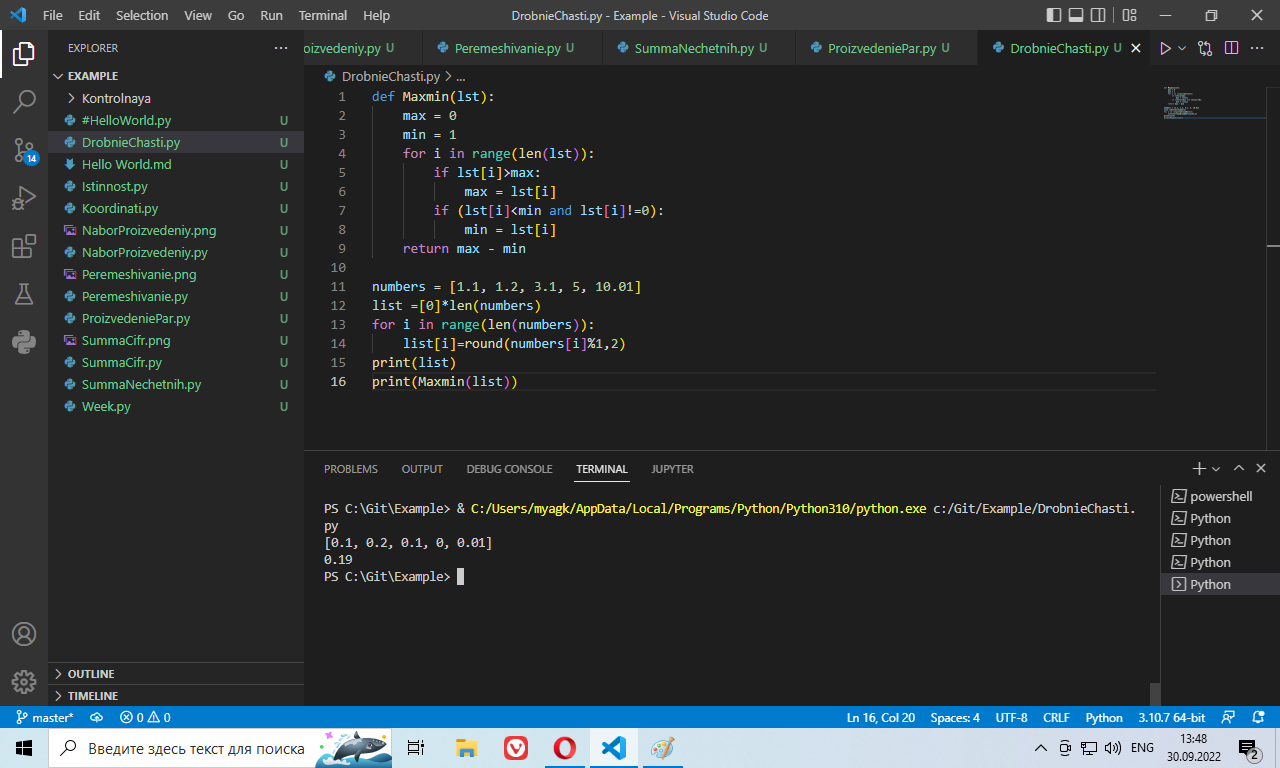 File Edit Selection View Go Run Terminal Help
DrobnieChasti.py - Example - Visual Studio Code
EXPLORER
EXAMPLE
Kontrolnaya
#HelloWorld.py U
DrobnieChasti.py U
Hello World.md U
Istinnost.py U
Koordinati.py U
NaborProizvedeniy.png U
NaborProizvedeniy.py U
Peremeshivanie.png U
Peremeshivanie.py U
ProizvedeniePar.py U
SummaCifr.png U
SummaCifr.py U
SummaNechetnih.py U
Week.py U
OUTLINE
TIMELINE
14
oizvedeniy.py U
Peremeshivanie.py U
SummaNechetnih.py U
ProizvedeniePar.py U
DrobnieChasti.py U
DrobnieChasti.py > ...
1 def Maxmin(lst):
2 max = 0
3 min = 1
4 for i in range(len(lst)):
5 if lst[i]>max:
6 max = lst[i]
7 if (lst[i]<min and lst[i]!=0):
8 min = lst[i]
9 return max - min
10
11 numbers = [1.1, 1.2, 3.1, 5, 10.01]
12 list =[0]*len(numbers)
13 for i in range(len(numbers)):
14 list[i]=round(numbers[i]%1,2)
15 print(list)
16 print(Maxmin(list))
PROBLEMS OUTPUT DEBUG CONSOLE TERMINAL JUPYTER
PS C:\Git\Example> & C:/Users/myagk/AppData/Local/Programs/Python/Python310/python.exe c:/Git/Example/DrobnieChasti.
py
[0.1, 0.2, 0.1, 0, 0.01]
0.19
PS C:\Git\Example>
powershell
Python
Python
Python
Python
master* 0 0
Ln 16, Col 20 Spaces: 4 UTF-8 CRLF Python 3.10.7 64-bit
Введите здесь текст для поиска
ENG
13:48
30.09.2022
2